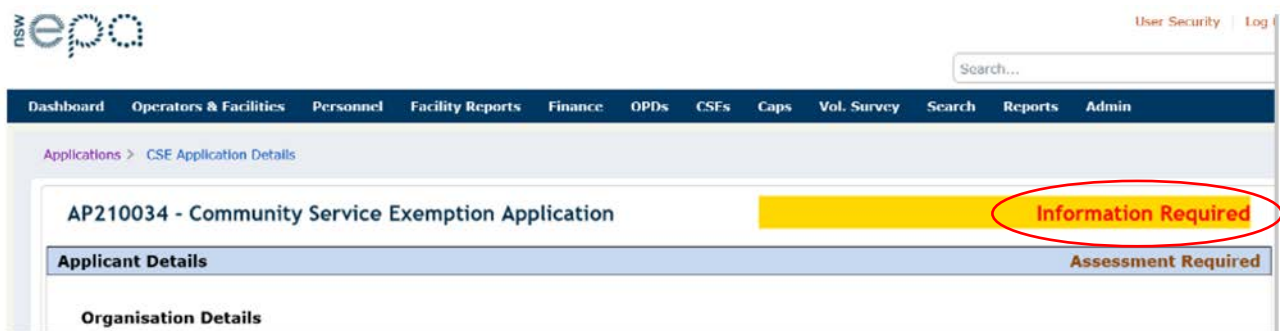 nsw epa
User Security Log
Search...
Dashboard Operators & Facilities Personnel Facility Reports Finance OPDs CSEs Caps Vol. Survey Search Reports Admin
Applications > CSE Application Details
AP210034 - Community Service Exemption Application Information Required
Applicant Details Assessment Required
Organisation Details